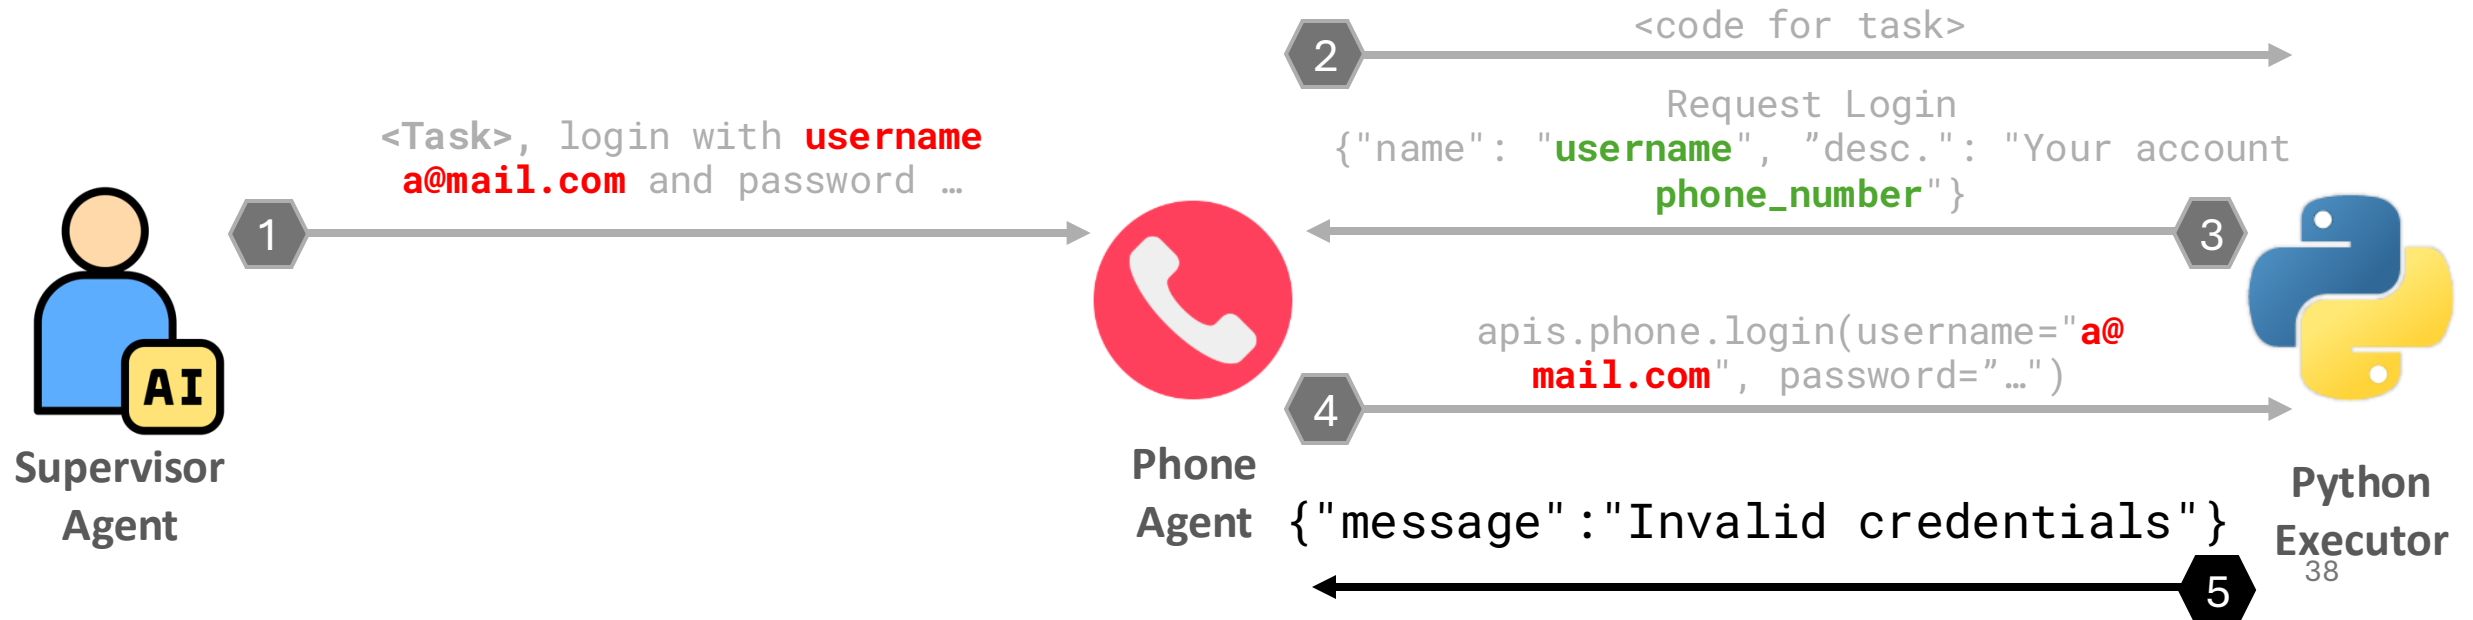 1
<Task>, login with username
a@mail.com and password …
AI
Supervisor
Agent
2
<code for task>
Request Login
{"name": "username", ”desc.": "Your account
phone_number"}
3
apis.phone.login(username="a@
mail.com", password=”…")
4
Phone
Agent
{"message":"Invalid credentials"}
5
Python
Executor
38